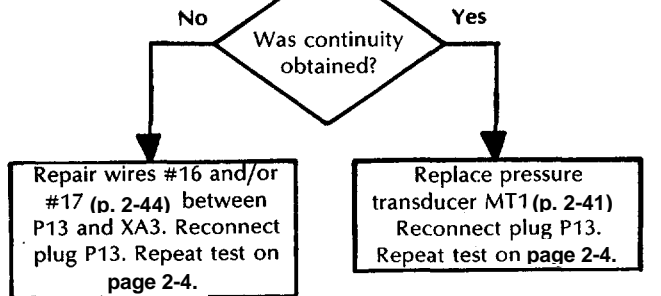 No
Yes
Was continuity
obtained?
Repair wires #16 and/or
#17 (p. 2-44) between
P13 and XA3. Reconnect
plug P13. Repeat test on
page 2-4.
Replace pressure
transducer MT1 (p. 2-41)
Reconnect plug P13.
Repeat test on page 2-4.